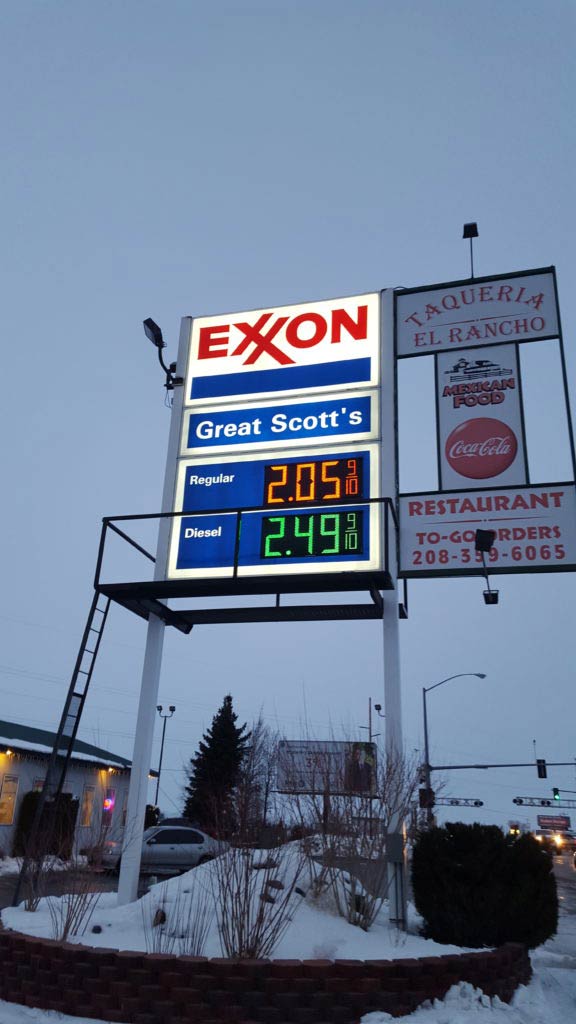 EXXON
Great Scott's
Regular 2.05 9/10
Diesel 2.49 9/10
TAQUERIA
EL RANCHO
MEXICAN
FOOD
Coca-Cola
RESTAURANT
TO-GO ORDERS
208-359-6065